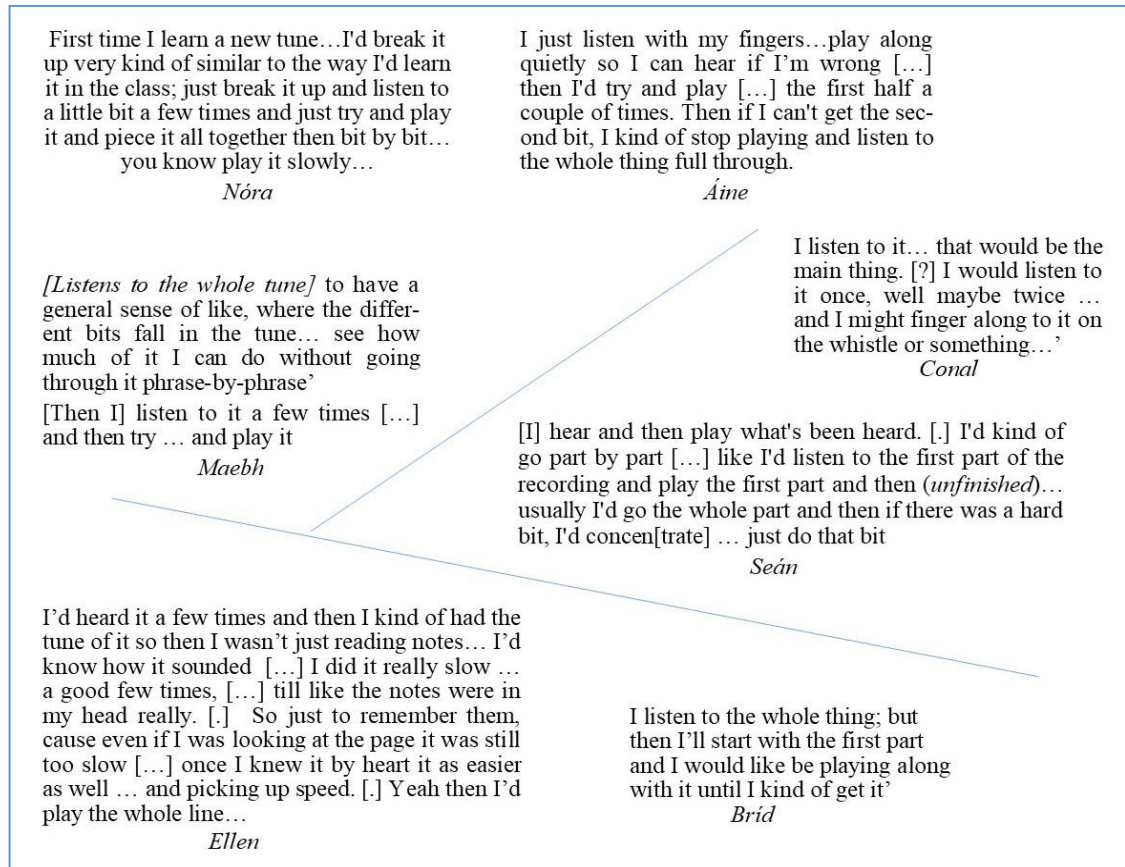 First time I learn a new tune…I'd break it
up very kind of similar to the way I'd learn
it in the class; just break it up and listen to
a little bit a few times and just try and play
it and piece it all together then bit by bit…
you know play it slowly…
Nóra
I just listen with my fingers…play along
quietly so I can hear if I'm wrong […]
then I'd try and play […] the first half a
couple of times. Then if I can't get the sec-
ond bit, I kind of stop playing and listen to
the whole thing full through.
Áine
[Listens to the whole tune] to have a
general sense of like, where the differ-
ent bits fall in the tune… see how
much of it I can do without going
through it phrase-by-phrase'
[Then I] listen to it a few times […]
and then try … and play it
Maebh
I listen to it… that would be the
main thing. [?] I would listen to
it once, well maybe twice …
and I might finger along to it on
the whistle or something…'
Conal
[I] hear and then play what's been heard. [.] I'd kind of
go part by part […] like I'd listen to the first part of the
recording and play the first part and then (unfinished)…
usually I'd go the whole part and then if there was a hard
bit, I'd concen[trate] … just do that bit
Seán
I'd heard it a few times and then I kind of had the
tune of it so then I wasn't just reading notes… I'd
know how it sounded […] I did it really slow …
a good few times, […] till like the notes were in
my head really. [.] So just to remember them,
cause even if I was looking at the page it was still
too slow […] once I knew it by heart it as easier
as well … and picking up speed. [.] Yeah then I'd
play the whole line…
Ellen
I listen to the whole thing; but
then I'll start with the first part
and I would like be playing along
with it until I kind of get it'
Bríd